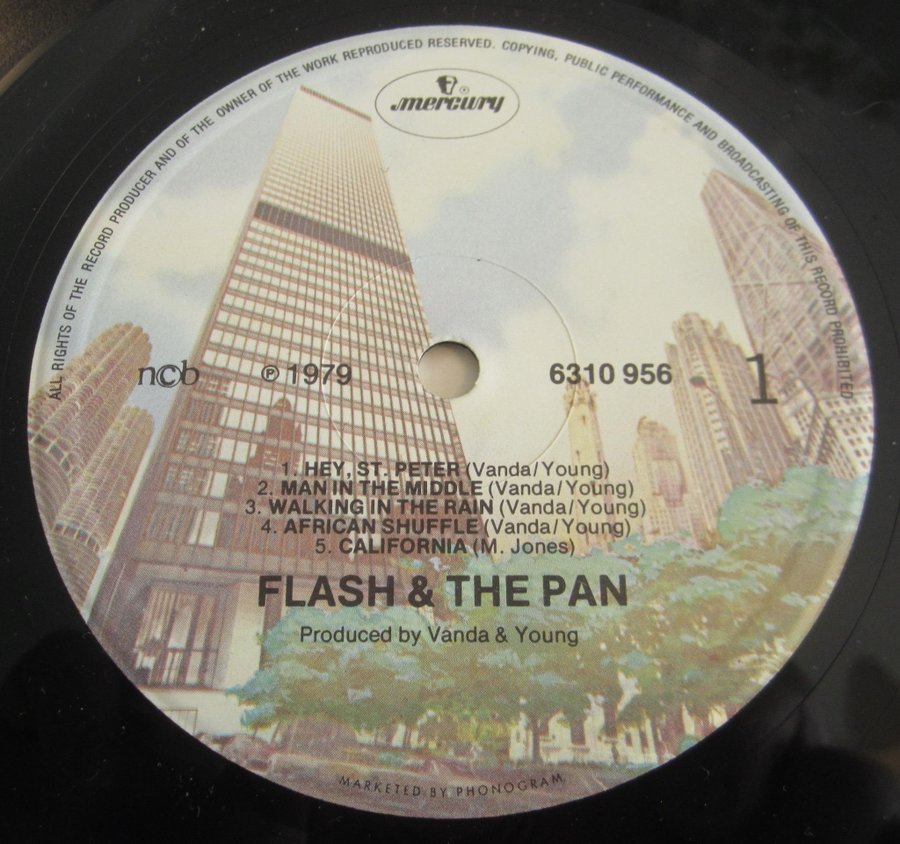 ALL RIGHTS OF THE RECORD PRODUCER AND OF THE OWNER OF THE WORK REPRODUCED RESERVED. COPYING, PUBLIC PERFORMANCE AND BROADCASTING OF THIS RECORD PROHIBITED
mercury ®
ncb ℗ 1979 6310 956 1
1. HEY, ST. PETER (Vanda/Young)
2. MAN IN THE MIDDLE (Vanda/Young)
3. WALKING IN THE RAIN (Vanda/Young)
4. AFRICAN SHUFFLE (Vanda/Young)
5. CALIFORNIA (M. Jones)
FLASH & THE PAN
Produced by Vanda & Young
MARKETED BY PHONOGRAM